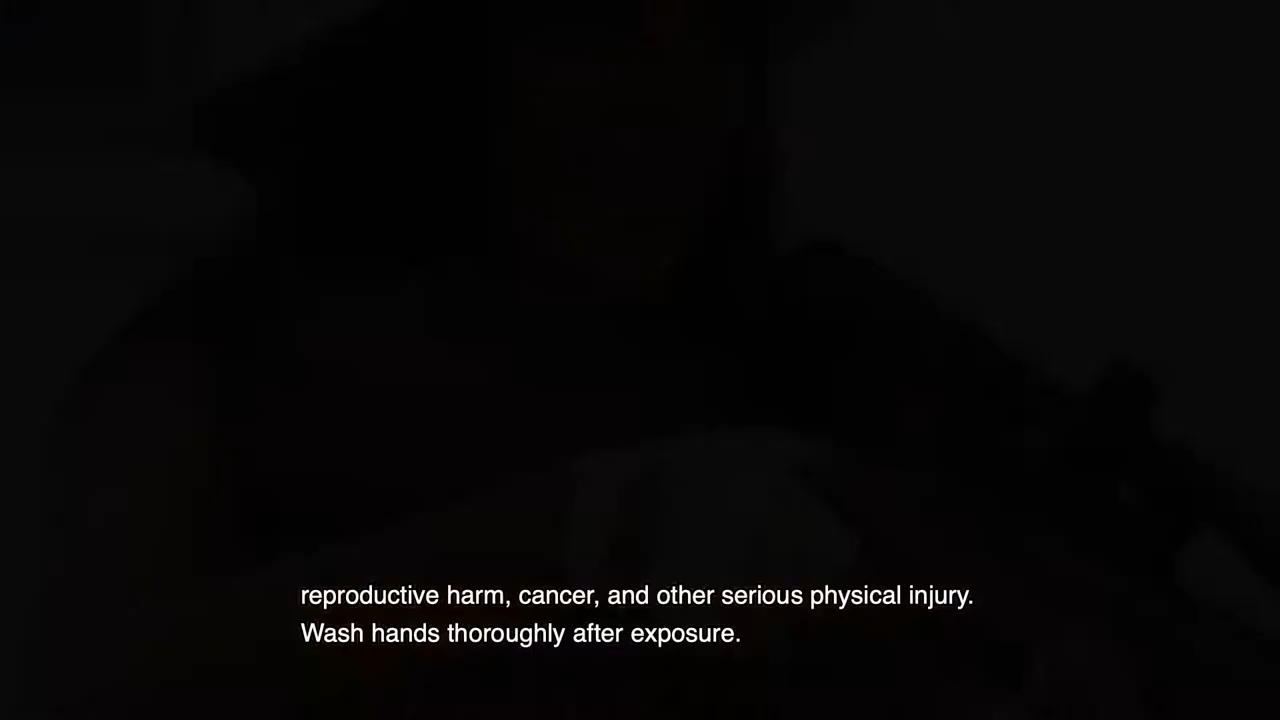 reproductive harm, cancer, and other serious physical injury.
Wash hands thoroughly after exposure.